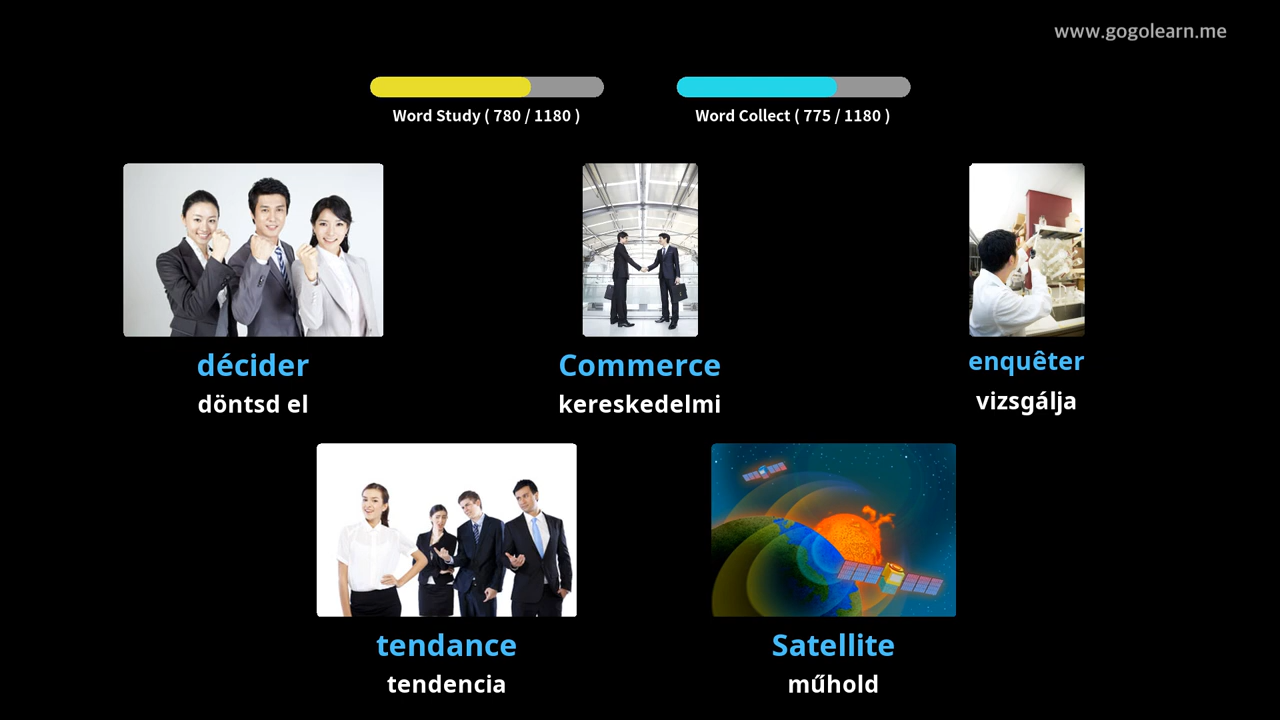 www.gogolearn.me
Word Study ( 780 / 1180 )
Word Collect ( 775 / 1180 )
décider
döntsd el
Commerce
kereskedelmi
enquêter
vizsgálja
tendance
tendencia
Satellite
műhold